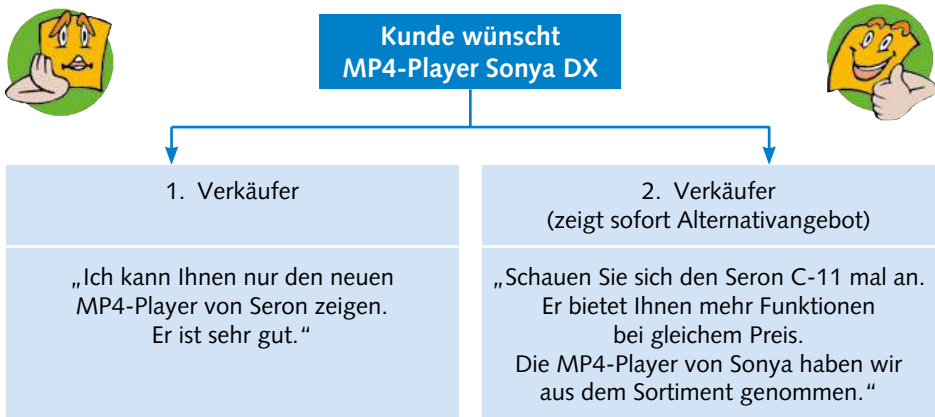 Kunde wünscht
MP4-Player Sonya DX
1. Verkäufer
2. Verkäufer
(zeigt sofort Alternativangebot)
„Ich kann Ihnen nur den neuen
MP4-Player von Seron zeigen.
Er ist sehr gut.“
„Schauen Sie sich den Seron C-11 mal an.
Er bietet Ihnen mehr Funktionen
bei gleichem Preis.
Die MP4-Player von Sonya haben wir
aus dem Sortiment genommen.“